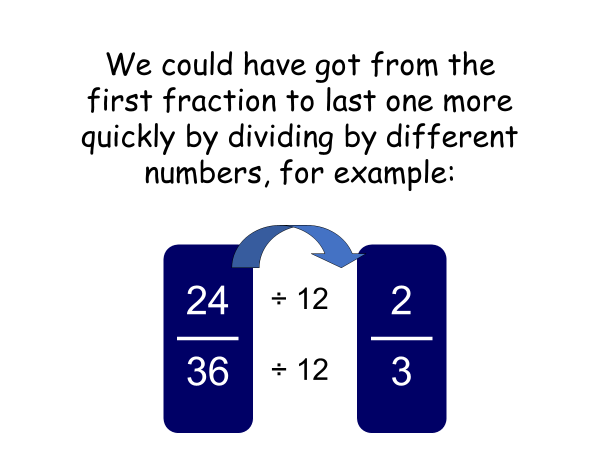 We could have got from the
first fraction to last one more
quickly by dividing by different
numbers, for example:
24 ÷ 12 2
36 ÷ 12 3